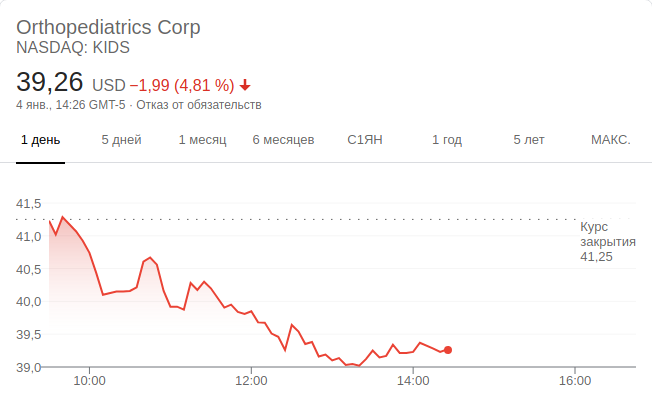 Orthopediatrics Corp
NASDAQ: KIDS
39,26 USD −1,99 (4,81 %)
4 янв., 14:26 GMT-5 · Отказ от обязательств
1 день 5 дней 1 месяц 6 месяцев С1ЯН 1 год 5 лет МАКС.
41,5
41,0
40,5
40,0
39,5
39,0
Курс
закрытия
41,25
10:00 12:00 14:00 16:00